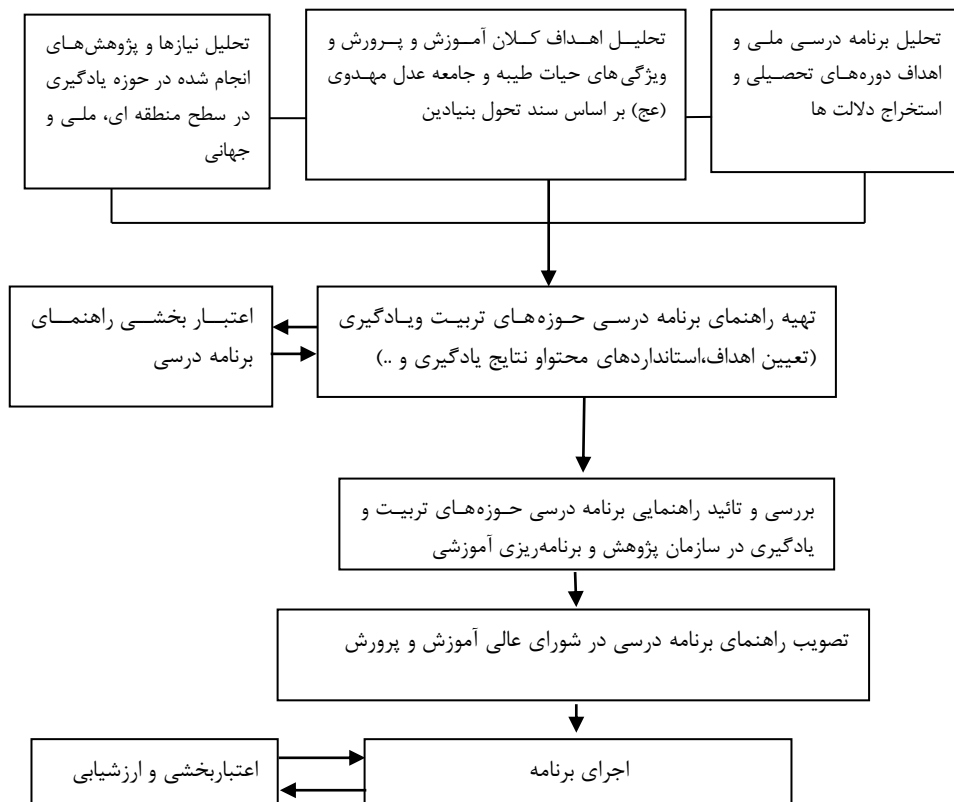 تحلیل برنامه درسی ملی و
اهداف دوره‌های تحصیلی و
استخراج دلالت ها
تحلیل اهداف کلان آموزش و پرورش و
ویژگی های حیات طیبه و جامعه عدل مهدوی
(عج) بر اساس سند تحول بنیادین
تحلیل نیازها و پژوهش‌های
انجام شده در حوزه یادگیری
در سطح منطقه ای، ملی و
جهانی
تهیه راهنمای برنامه درسی حوزه‌های تربیت ویادگیری
(تعیین اهداف،استانداردهای محتواو نتایج یادگیری و ..)
اعتبار بخشی راهنمای
برنامه درسی
بررسی و تائید راهنمایی برنامه درسی حوزه‌های تربیت و
یادگیری در سازمان پژوهش و برنامه‌ریزی آموزشی
تصویب راهنمای برنامه درسی در شورای عالی آموزش و پرورش
اجرای برنامه
اعتباربخشی و ارزشیابی